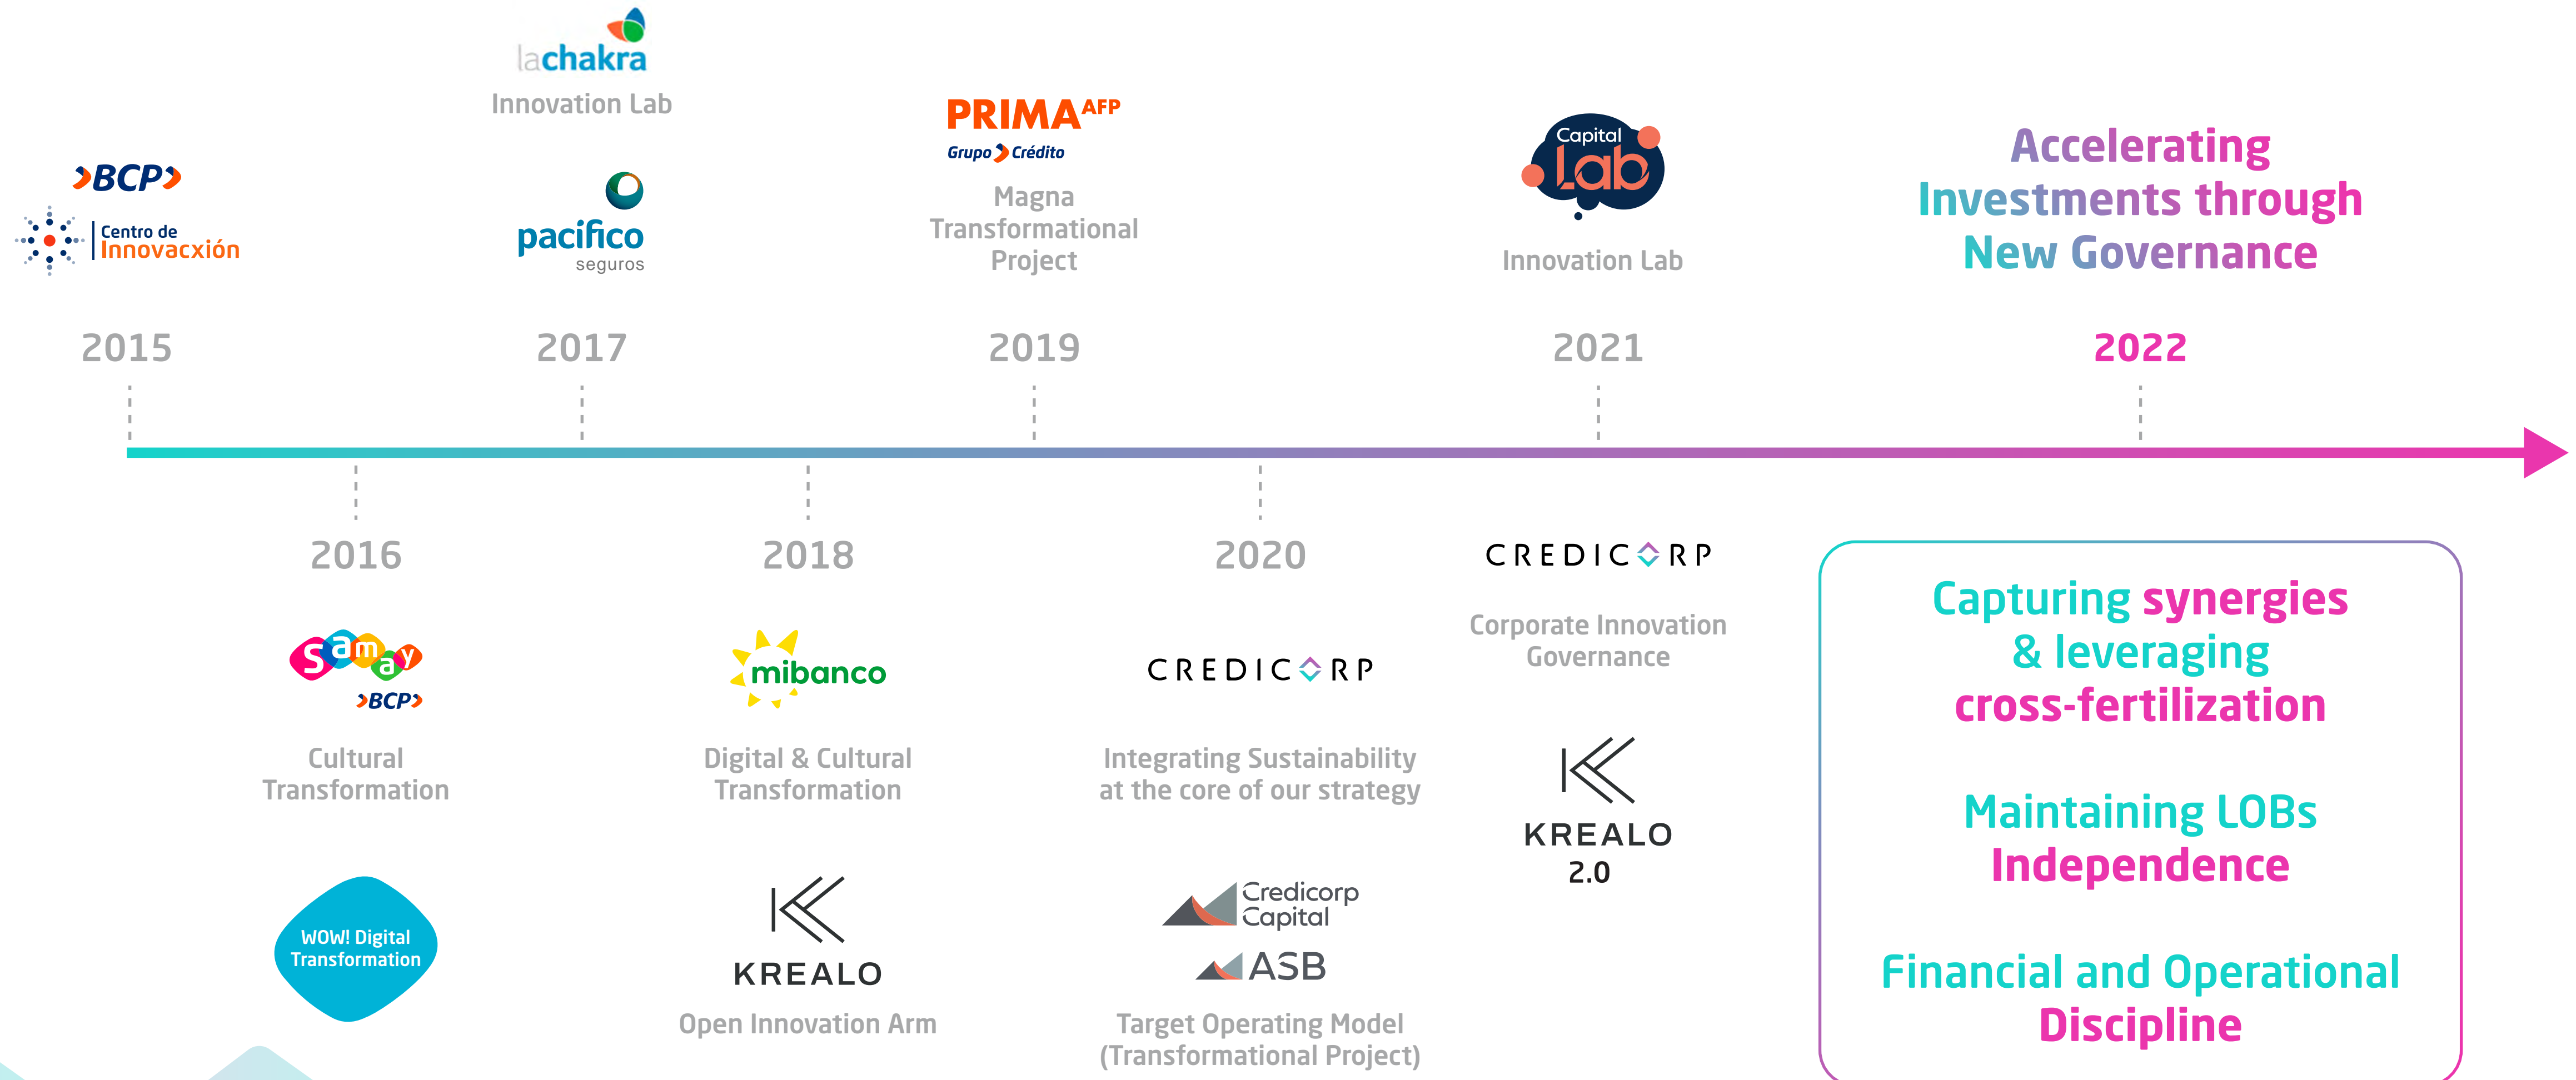 BCP
Centro de
Innovacxión
2015
lachakra
Innovation Lab
pacífico
seguros
2017
PRIMA AFP
Grupo Crédito
Magna
Transformational
Project
2019
Capital
Lab
Innovation Lab
2021
Accelerating
Investments through
New Governance
2022
2016
Samay
BCP
Cultural
Transformation
WOW! Digital
Transformation
2018
mibanco
Digital & Cultural
Transformation
KREALO
Open Innovation Arm
2020
CREDICORP
Integrating Sustainability
at the core of our strategy
Credicorp
Capital
ASB
Target Operating Model
(Transformational Project)
CREDICORP
Corporate Innovation
Governance
KREALO
2.0
Capturing synergies
& leveraging
cross-fertilization
Maintaining LOBs
Independence
Financial and Operational
Discipline